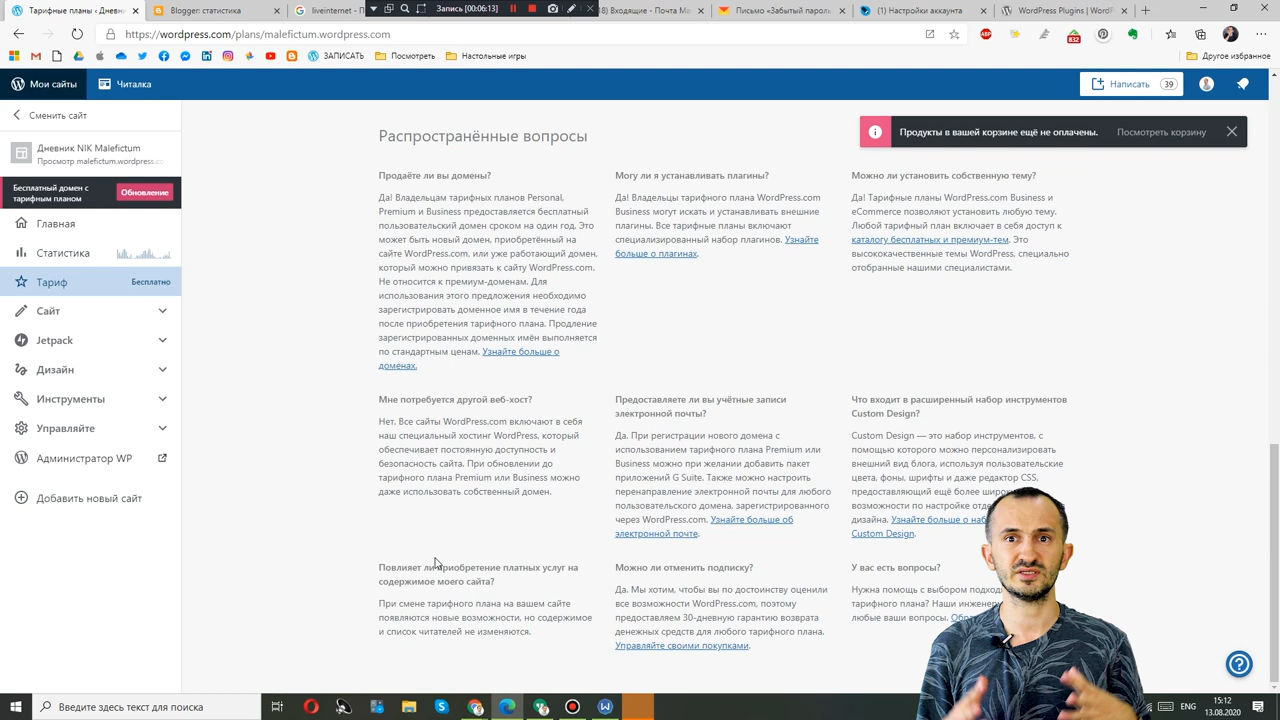 Тарифы ‹ Дневни
Blogger: статистика
liveinternet - П
Запись [00:06:13]
8) Входящие - Почта Ma
Письмо «Забытый пароль
(1) Настройки аккаунта
WordPress Plugins | WordPr
https://wordpress.com/plans/malefictum.wordpress.com
ABP
832
ЗАПИСАТЬ
Посмотреть
Настольные игры
Другое избранное
Мои сайты
Читалка
Написать
39
Сменить сайт
Дневник NIK Malefictum
Просмотр malefictum.wordpress.cc
Бесплатный домен с
тарифным планом
Обновление
Главная
Статистика
Тариф
Бесплатно
Сайт
Jetpack
Дизайн
Инструменты
Управляйте
Администратор WP
Добавить новый сайт
Распространённые вопросы
Продукты в вашей корзине ещё не оплачены.
Посмотреть корзину
Продаёте ли вы домены?
Да! Владельцам тарифных планов Personal,
Premium и Business предоставляется бесплатный
пользовательский домен сроком на один год. Это
может быть новый домен, приобретённый на
сайте WordPress.com, или уже работающий домен,
который можно привязать к сайту WordPress.com.
Не относится к премиум-доменам. Для
использования этого предложения необходимо
зарегистрировать доменное имя в течение года
после приобретения тарифного плана. Продление
зарегистрированных доменных имён выполняется
по стандартным ценам. Узнайте больше о
доменах.
Могу ли я устанавливать плагины?
Да! Владельцы тарифного плана WordPress.com
Business могут искать и устанавливать внешние
плагины. Все тарифные планы включают
специализированный набор плагинов. Узнайте
больше о плагинах.
Можно ли установить собственную тему?
Да! Тарифные планы WordPress.com Business и
eCommerce позволяют установить любую тему.
Любой тарифный план включает в себя доступ к
каталогу бесплатных и премиум-тем. Это
высококачественные темы WordPress, специально
отобранные нашими специалистами.
Мне потребуется другой веб-хост?
Нет. Все сайты WordPress.com включают в себя
наш специальный хостинг WordPress, который
обеспечивает постоянную доступность и
безопасность сайта. При обновлении до
тарифного плана Premium или Business можно
даже использовать собственный домен.
Предоставляете ли вы учётные записи
электронной почты?
Да. При регистрации нового домена с
использованием тарифного плана Premium или
Business можно при желании добавить пакет
приложений G Suite. Также можно настроить
перенаправление электронной почты для любого
пользовательского домена, зарегистрированного
через WordPress.com. Узнайте больше об
электронной почте.
Что входит в расширенный набор инструментов
Custom Design?
Custom Design — это набор инструментов, с
помощью которого можно персонализировать
внешний вид блога, используя пользовательские
цвета, фоны, шрифты и даже редактор CSS,
предоставляющий ещё более широк
возможности по настройке отде
дизайна. Узнайте больше о наб
Custom Design.
Повлияет ли приобретение платных услуг на
содержимое моего сайта?
При смене тарифного плана на вашем сайте
появляются новые возможности, но содержимое
и список читателей не изменяются.
Можно ли отменить подписку?
Да. Мы хотим, чтобы вы по достоинству оценили
все возможности WordPress.com, поэтому
предоставляем 30-дневную гарантию возврата
денежных средств для любого тарифного плана.
Управляйте своими покупками.
У вас есть вопросы?
Нужна помощь с выбором подход
тарифного плана? Наши инженер
любые ваши вопросы. Обра
Введите здесь текст для поиска
ENG
15:12
13.08.2020